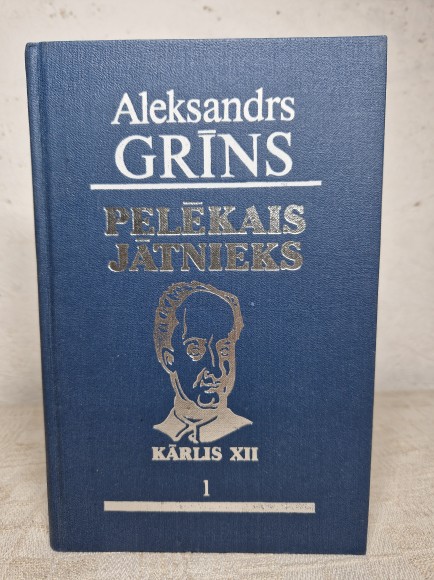 Aleksandrs
GRĪNS
PELĒKAIS
JĀTNIEKS
KĀRLIS XII
1